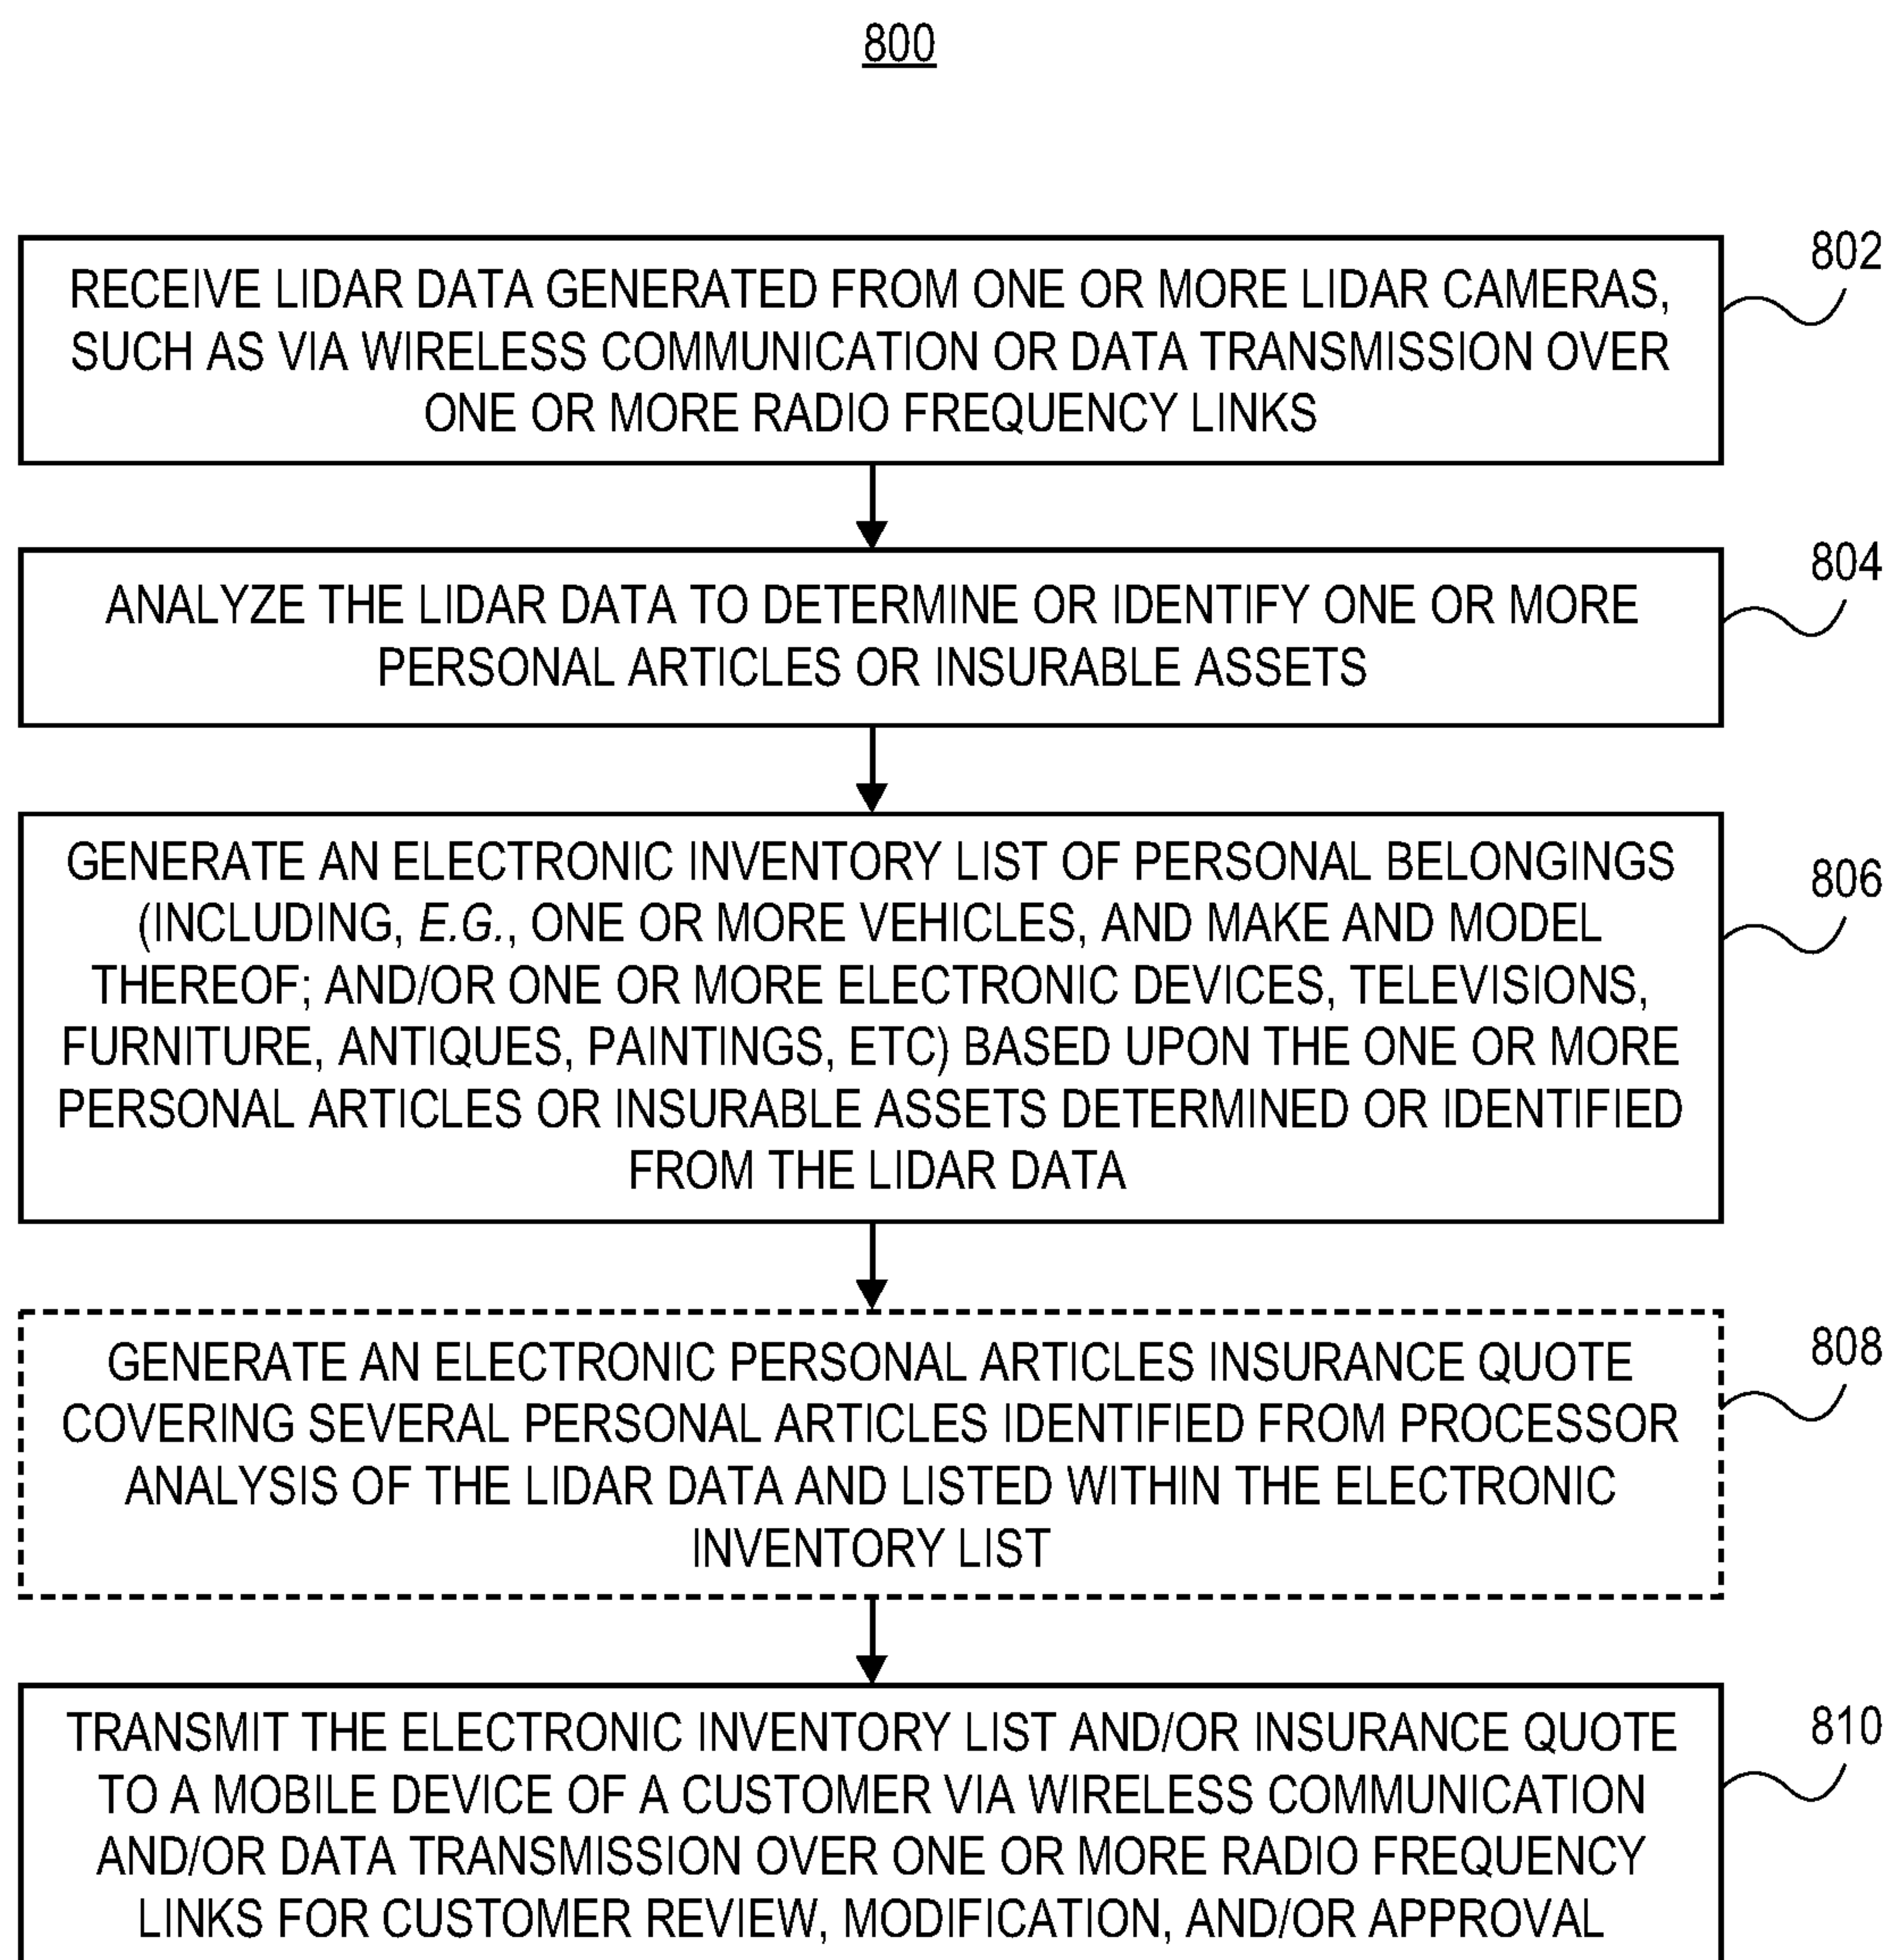 800
RECEIVE LIDAR DATA GENERATED FROM ONE OR MORE LIDAR CAMERAS,
SUCH AS VIA WIRELESS COMMUNICATION OR DATA TRANSMISSION OVER
ONE OR MORE RADIO FREQUENCY LINKS
802
ANALYZE THE LIDAR DATA TO DETERMINE OR IDENTIFY ONE OR MORE
PERSONAL ARTICLES OR INSURABLE ASSETS
804
GENERATE AN ELECTRONIC INVENTORY LIST OF PERSONAL BELONGINGS
(INCLUDING, E.G., ONE OR MORE VEHICLES, AND MAKE AND MODEL
THEREOF; AND/OR ONE OR MORE ELECTRONIC DEVICES, TELEVISIONS,
FURNITURE, ANTIQUES, PAINTINGS, ETC) BASED UPON THE ONE OR MORE
PERSONAL ARTICLES OR INSURABLE ASSETS DETERMINED OR IDENTIFIED
FROM THE LIDAR DATA
806
GENERATE AN ELECTRONIC PERSONAL ARTICLES INSURANCE QUOTE
COVERING SEVERAL PERSONAL ARTICLES IDENTIFIED FROM PROCESSOR
ANALYSIS OF THE LIDAR DATA AND LISTED WITHIN THE ELECTRONIC
INVENTORY LIST
808
TRANSMIT THE ELECTRONIC INVENTORY LIST AND/OR INSURANCE QUOTE
TO A MOBILE DEVICE OF A CUSTOMER VIA WIRELESS COMMUNICATION
AND/OR DATA TRANSMISSION OVER ONE OR MORE RADIO FREQUENCY
LINKS FOR CUSTOMER REVIEW, MODIFICATION, AND/OR APPROVAL
810